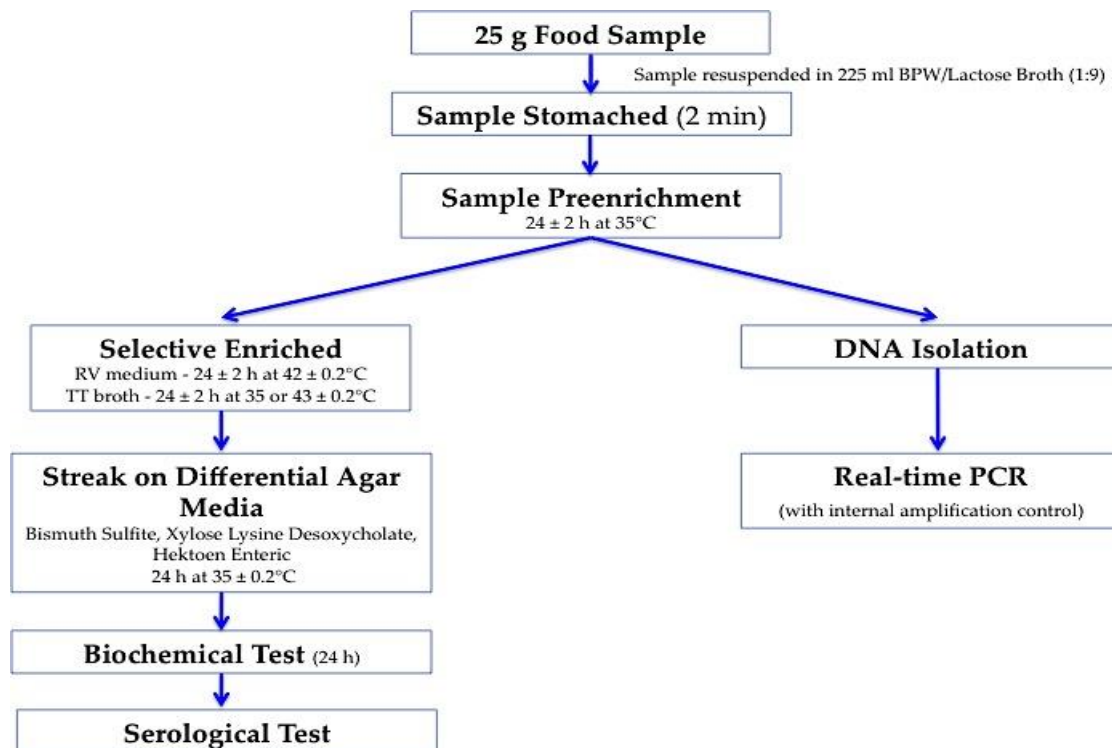 25 g Food Sample
Sample resuspended in 225 ml BPW/Lactose Broth (1:9)
Sample Stomached (2 min)
Sample Preenrichment
24 ± 2 h at 35°C
Selective Enriched
RV medium - 24 ± 2 h at 42 ± 0.2°C
TT broth - 24 ± 2 h at 35 or 43 ± 0.2°C
DNA Isolation
Streak on Differential Agar
Media
Bismuth Sulfite, Xylose Lysine Desoxycholate,
Hektoen Enteric
24 h at 35 ± 0.2°C
Real-time PCR
(with internal amplification control)
Biochemical Test (24 h)
Serological Test